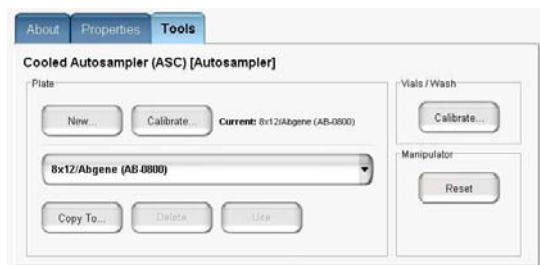 About Properties Tools
Cooled Autosampler (ASC) [Autosampler]
Plate
New... Calibrate... Current: 8x12/Abgene (AB-0800)
8x12/Abgene (AB-0800)
Copy To... Delete Use
Vials / Wash
Calibrate...
Manipulator
Reset